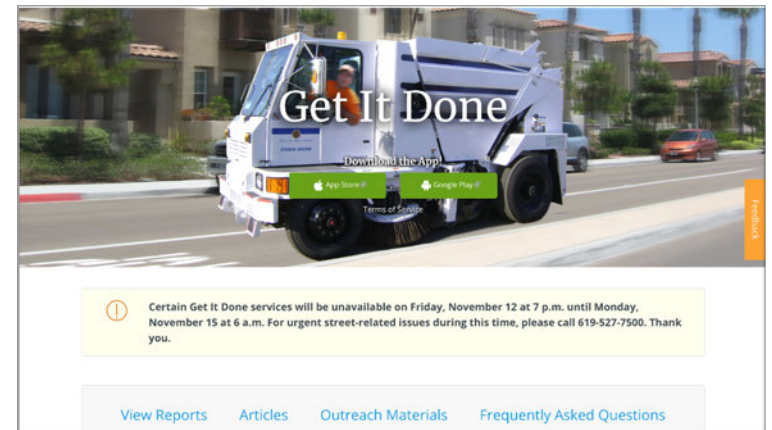 Get It Done
Download the App!
App Store
Google Play
Terms of Service
Feedback
Certain Get It Done services will be unavailable on Friday, November 12 at 7 p.m. until Monday,
November 15 at 6 a.m. For urgent street-related issues during this time, please call 619-527-7500. Thank
you.
View Reports
Articles
Outreach Materials
Frequently Asked Questions